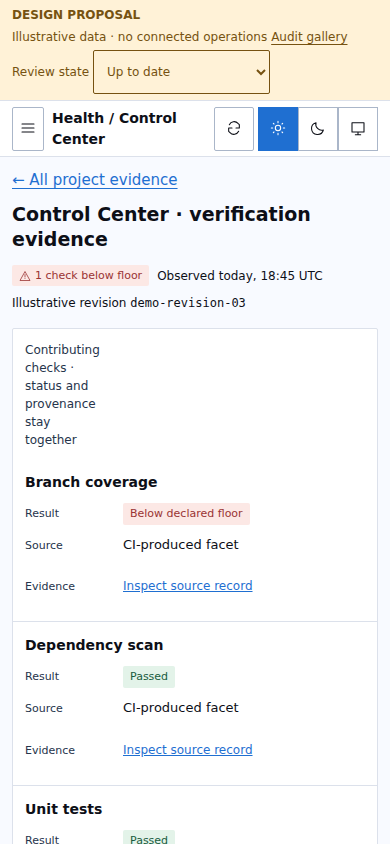 DESIGN PROPOSAL
Illustrative data · no connected operations Audit gallery
Review state Up to date
Health / Control
Center
← All project evidence
Control Center · verification
evidence
1 check below floor Observed today, 18:45 UTC
Illustrative revision demo-revision-03
Contributing
checks ·
status and
provenance
stay
together
Branch coverage
Result Below declared floor
Source CI-produced facet
Evidence Inspect source record
Dependency scan
Result Passed
Source CI-produced facet
Evidence Inspect source record
Unit tests
Result Passed